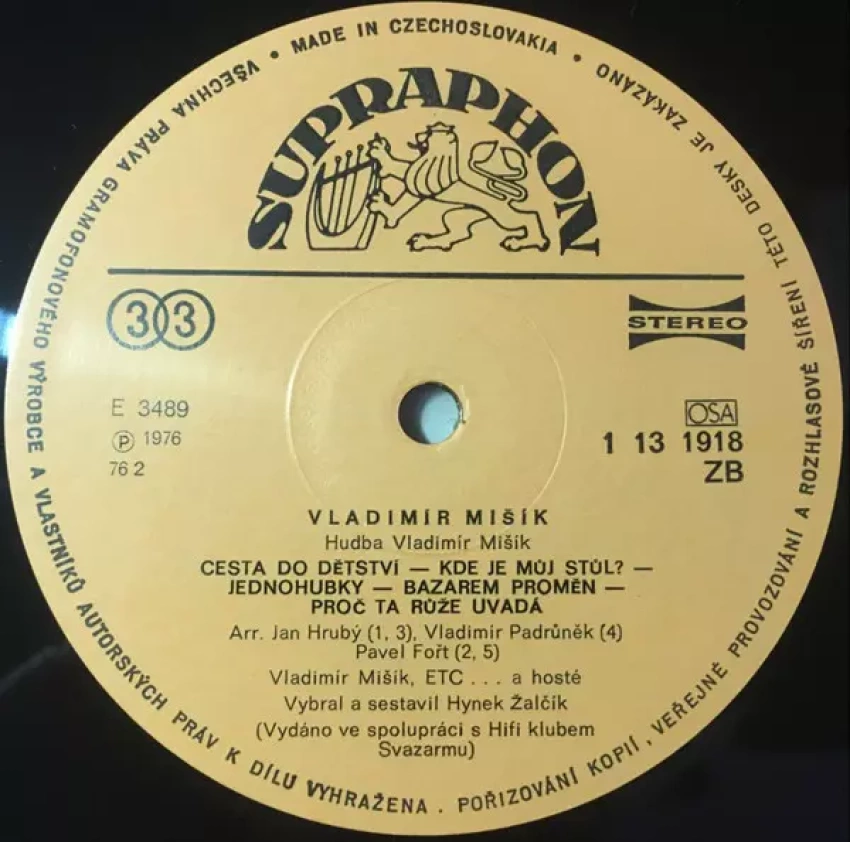 VŠECHNA PRÁVA GRAMOFONOVÉHO VÝROBCE A VLASTNÍKŮ AUTORSKÝCH PRÁV K DÍLU VYHRAŽENA . POŘIZOVÁNÍ KOPIÍ, VEŘEJNÉ PROVOZOVÁNÍ A ROZHLASOVÉ ŠÍŘENÍ TÉTO DESKY JE ZAKÁZÁNO
• MADE IN CZECHOSLOVAKIA •
SUPRAPHON
33
STEREO
E 3489
Ⓟ 1976
76 2
OSA
1 13 1918
ZB
VLADIMÍR MIŠÍK
Hudba Vladimír Mišík
CESTA DO DĚTSTVÍ — KDE JE MŮJ STŮL? —
JEDNOHUBKY — BAZAREM PROMĚN —
PROČ TA RŮŽE UVADÁ
Arr. Jan Hrubý (1, 3), Vladimír Padrůněk (4)
Pavel Fořt (2, 5)
Vladimír Mišík, ETC . . . a hosté
Vybral a sestavil Hynek Žalčík
(Vydáno ve spolupráci s Hifi klubem
Svazarmu)